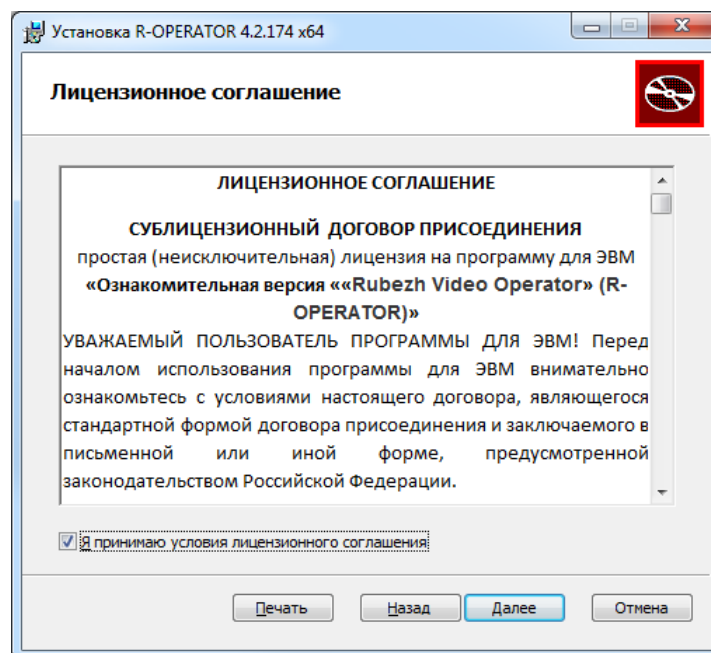 Установка R-OPERATOR 4.2.174 x64
Лицензионное соглашение
ЛИЦЕНЗИОННОЕ СОГЛАШЕНИЕ
СУБЛИЦЕНЗИОННЫЙ ДОГОВОР ПРИСОЕДИНЕНИЯ
простая (неисключительная) лицензия на программу для ЭВМ
«Ознакомительная версия ««Rubezh Video Operator» (R-
OPERATOR)»
УВАЖАЕМЫЙ ПОЛЬЗОВАТЕЛЬ ПРОГРАММЫ ДЛЯ ЭВМ! Перед
началом использования программы для ЭВМ внимательно
ознакомьтесь с условиями настоящего договора, являющегося
стандартной формой договора присоединения и заключаемого в
письменной или иной форме, предусмотренной
законодательством Российской Федерации.
Я принимаю условия лицензионного соглашения
Печать Назад Далее Отмена